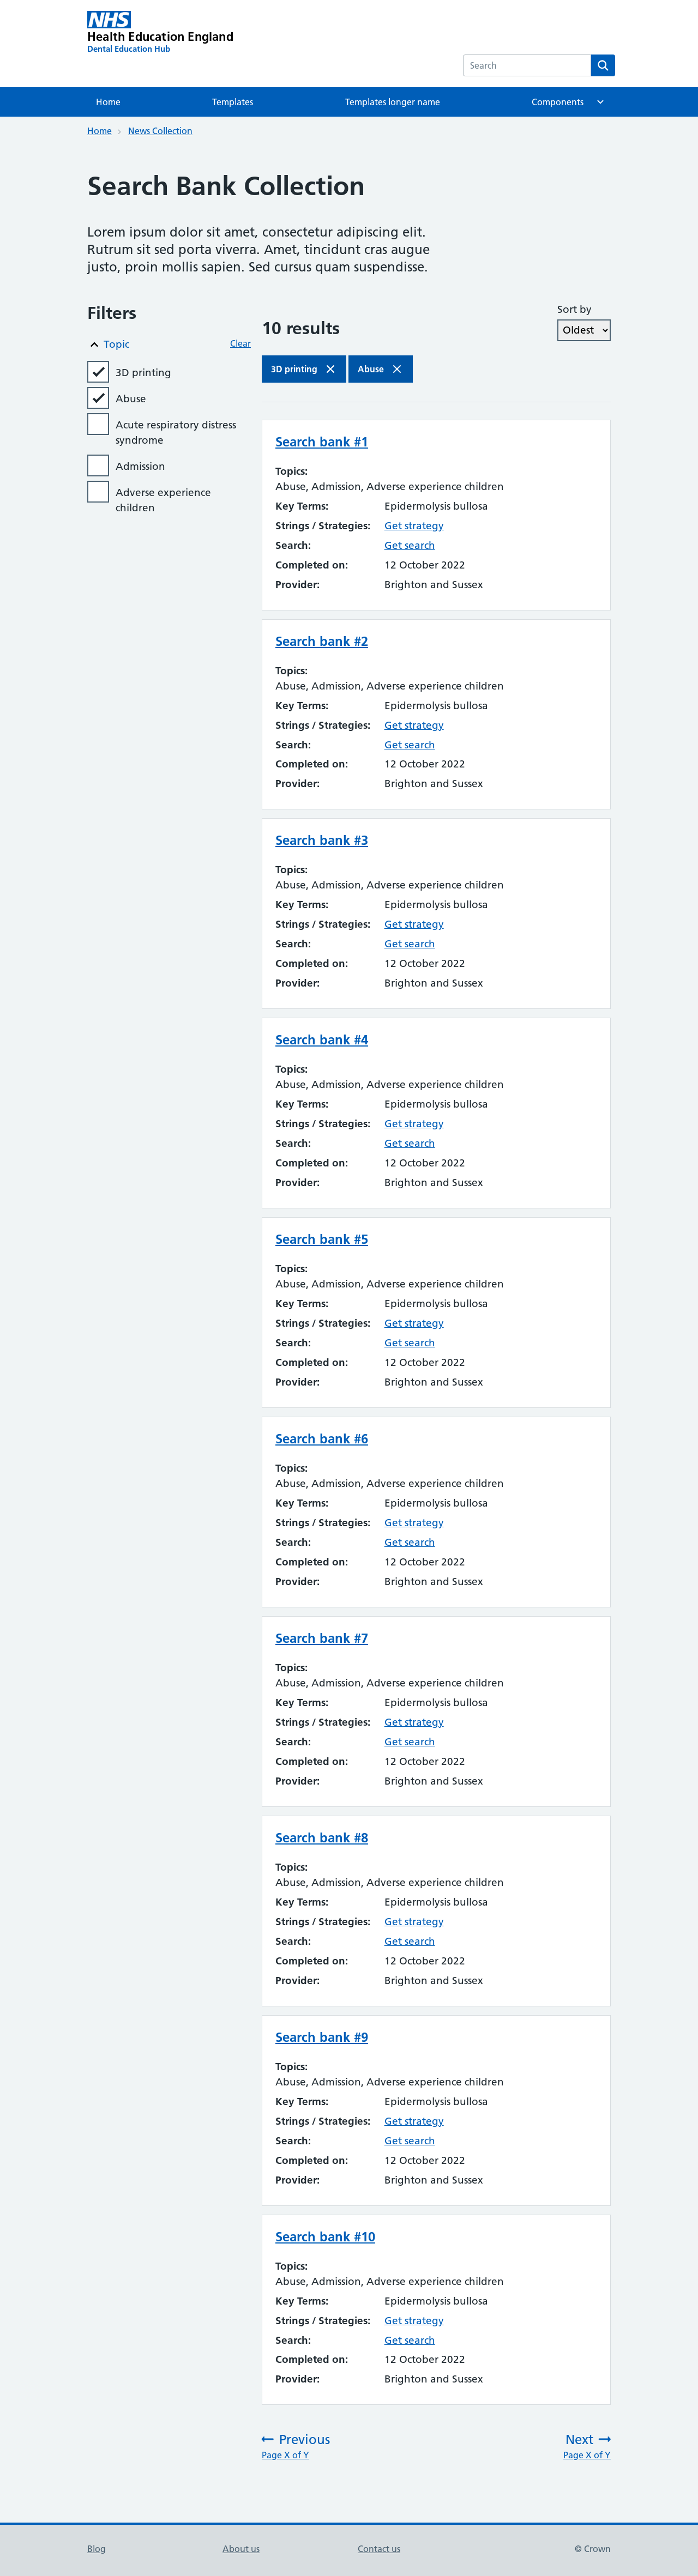 NHS
Health Education England
Dental Education Hub
Search
Home
Templates
Templates longer name
Components
Home
News Collection
Search Bank Collection
Lorem ipsum dolor sit amet, consectetur adipiscing elit.
Rutrum sit sed porta viverra. Amet, tincidunt cras augue
justo, proin mollis sapien. Sed cursus quam suspendisse.
Filters
Topic
Clear
3D printing
Abuse
Acute respiratory distress
syndrome
Admission
Adverse experience
children
10 results
Sort by
Oldest
3D printing
Abuse
Search bank #1
Topics:
Abuse, Admission, Adverse experience children
Key Terms: Epidermolysis bullosa
Strings / Strategies: Get strategy
Search: Get search
Completed on: 12 October 2022
Provider: Brighton and Sussex
Search bank #2
Topics:
Abuse, Admission, Adverse experience children
Key Terms: Epidermolysis bullosa
Strings / Strategies: Get strategy
Search: Get search
Completed on: 12 October 2022
Provider: Brighton and Sussex
Search bank #3
Topics:
Abuse, Admission, Adverse experience children
Key Terms: Epidermolysis bullosa
Strings / Strategies: Get strategy
Search: Get search
Completed on: 12 October 2022
Provider: Brighton and Sussex
Search bank #4
Topics:
Abuse, Admission, Adverse experience children
Key Terms: Epidermolysis bullosa
Strings / Strategies: Get strategy
Search: Get search
Completed on: 12 October 2022
Provider: Brighton and Sussex
Search bank #5
Topics:
Abuse, Admission, Adverse experience children
Key Terms: Epidermolysis bullosa
Strings / Strategies: Get strategy
Search: Get search
Completed on: 12 October 2022
Provider: Brighton and Sussex
Search bank #6
Topics:
Abuse, Admission, Adverse experience children
Key Terms: Epidermolysis bullosa
Strings / Strategies: Get strategy
Search: Get search
Completed on: 12 October 2022
Provider: Brighton and Sussex
Search bank #7
Topics:
Abuse, Admission, Adverse experience children
Key Terms: Epidermolysis bullosa
Strings / Strategies: Get strategy
Search: Get search
Completed on: 12 October 2022
Provider: Brighton and Sussex
Search bank #8
Topics:
Abuse, Admission, Adverse experience children
Key Terms: Epidermolysis bullosa
Strings / Strategies: Get strategy
Search: Get search
Completed on: 12 October 2022
Provider: Brighton and Sussex
Search bank #9
Topics:
Abuse, Admission, Adverse experience children
Key Terms: Epidermolysis bullosa
Strings / Strategies: Get strategy
Search: Get search
Completed on: 12 October 2022
Provider: Brighton and Sussex
Search bank #10
Topics:
Abuse, Admission, Adverse experience children
Key Terms: Epidermolysis bullosa
Strings / Strategies: Get strategy
Search: Get search
Completed on: 12 October 2022
Provider: Brighton and Sussex
Previous
Page X of Y
Next
Page X of Y
Blog
About us
Contact us
© Crown